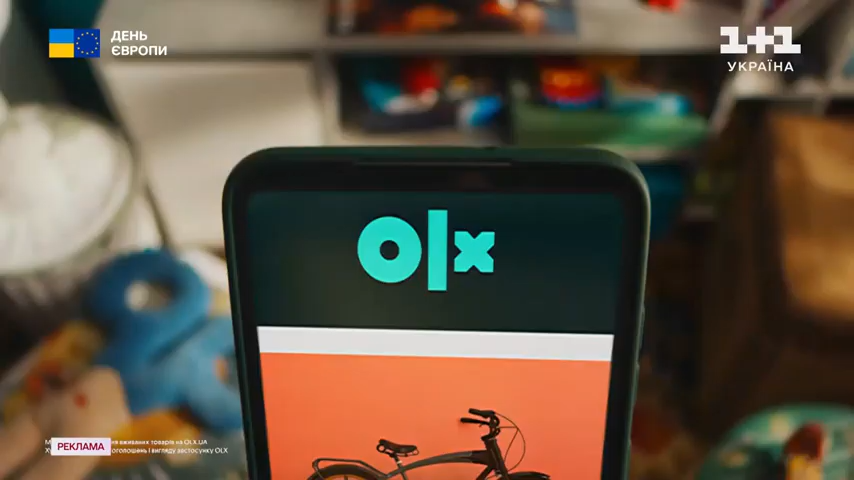 ДЕНЬ
ЄВРОПИ
1+1
УКРАЇНА
olx
вживаних товарів на OLX.UA
РЕКЛАМА
оголошень і вигляду застосунку OLX